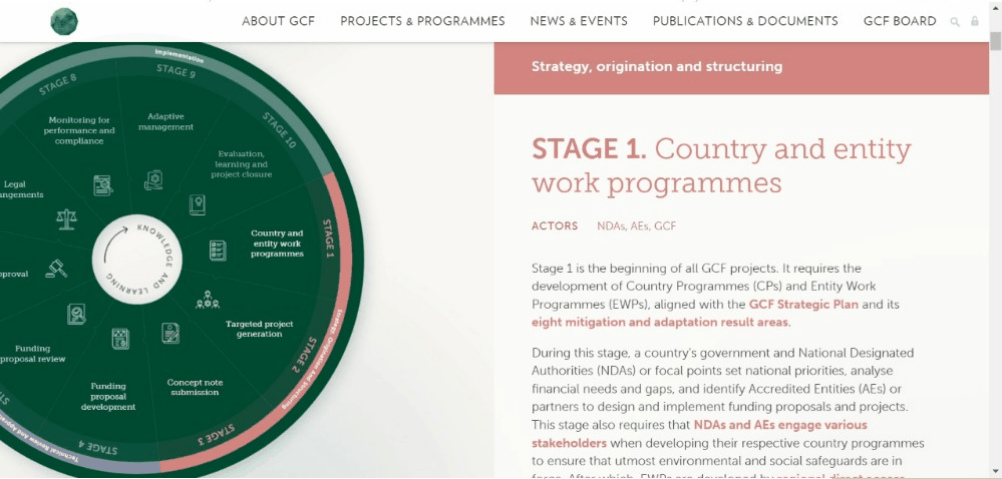 ABOUT GCF
PROJECTS & PROGRAMMES
NEWS & EVENTS
PUBLICATIONS & DOCUMENTS
GCF BOARD
Implementation
STAGE 8
STAGE 9
STAGE 10
STAGE 1
STAGE 2
STAGE 3
STAGE 4
Strategy, Origination And Structuring
Monitoring for
performance and
compliance
Adaptive
management
Evaluation,
learning and
project closure
Country and
entity work
programmes
Targeted project
generation
Concept note
submission
Funding
proposal
development
Funding
proposal review
Legal
KNOWLEDGE AND LEARNING
Strategy, origination and structuring
STAGE 1. Country and entity
work programmes
ACTORS NDAs, AEs, GCF
Stage 1 is the beginning of all GCF projects. It requires the
development of Country Programmes (CPs) and Entity Work
Programmes (EWPs), aligned with the GCF Strategic Plan and its
eight mitigation and adaptation result areas.
During this stage, a country's government and National Designated
Authorities (NDAs) or focal points set national priorities, analyse
financial needs and gaps, and identify Accredited Entities (AEs) or
partners to design and implement funding proposals and projects.
This stage also requires that NDAs and AEs engage various
stakeholders when developing their respective country programmes
to ensure that utmost environmental and social safeguards are in